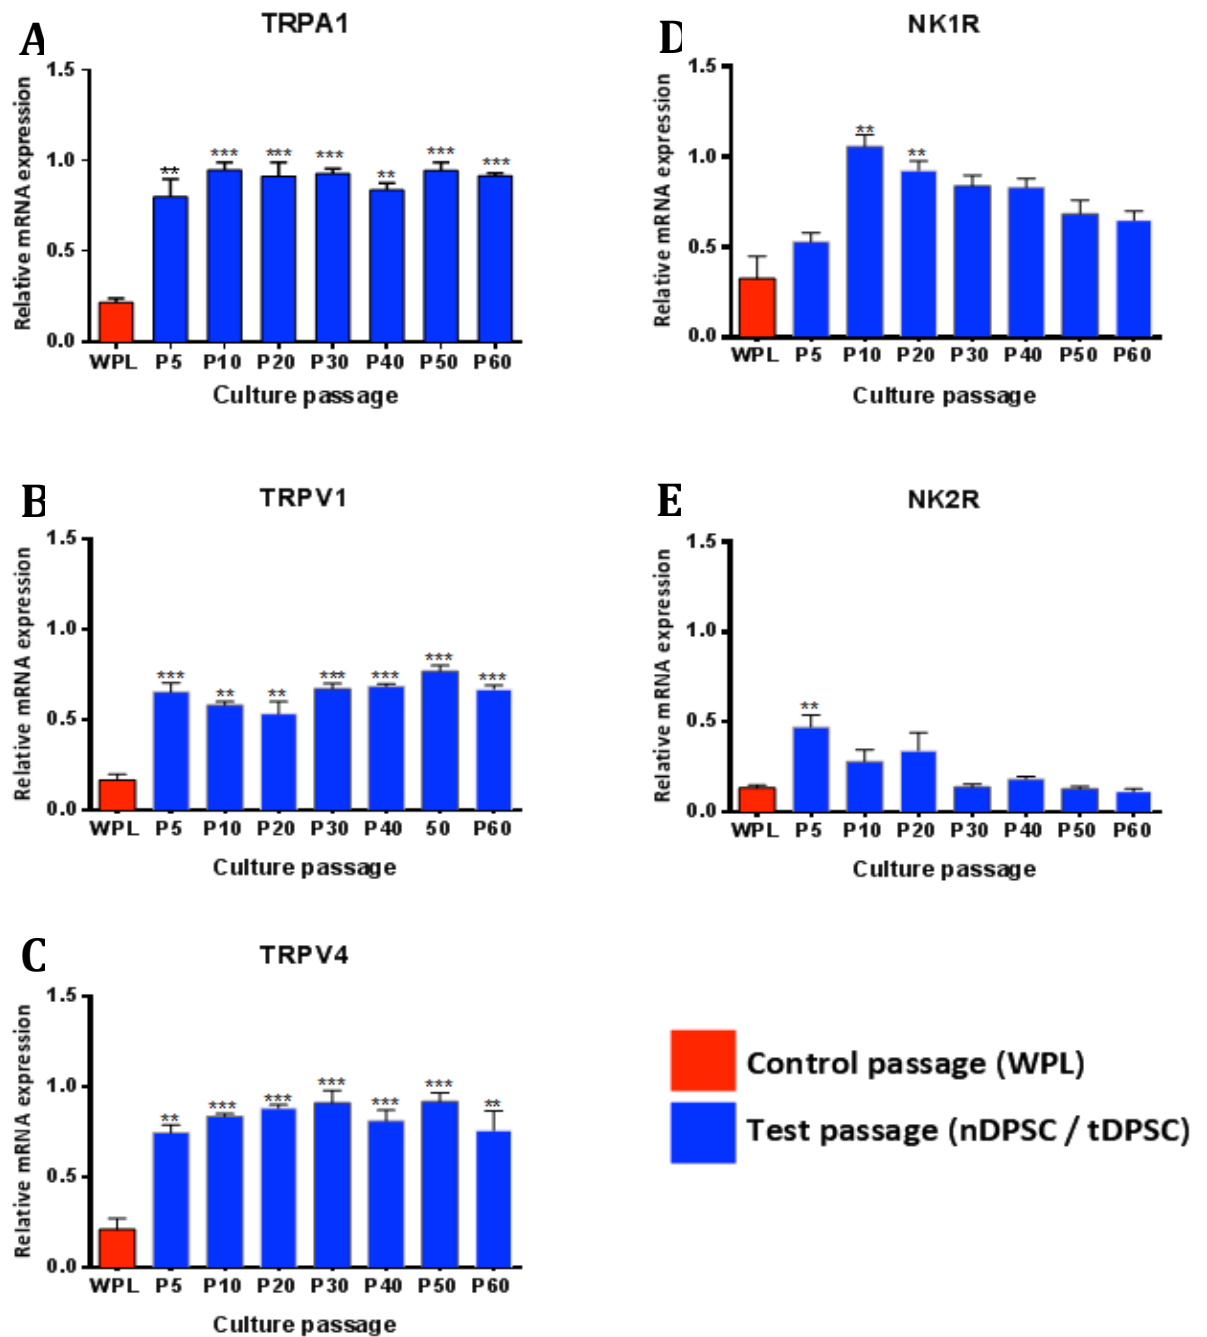 A
TRPA1
Relative mRNA expression
1.5
1.0
0.5
0.0
** *** *** *** ** *** ***
WPL P5 P10 P20 P30 P40 P50 P60
Culture passage
D
NK1R
Relative mRNA expression
1.5
1.0
0.5
0.0
** **
WPL P5 P10 P20 P30 P40 P50 P60
Culture passage
B
TRPV1
Relative mRNA expression
1.5
1.0
0.5
0.0
*** ** ** *** *** *** ***
WPL P5 P10 P20 P30 P40 50 P60
Culture passage
E
NK2R
Relative mRNA expression
1.5
1.0
0.5
0.0
**
WPL P5 P10 P20 P30 P40 P50 P60
Culture passage
C
TRPV4
Relative mRNA expression
1.5
1.0
0.5
0.0
** *** *** *** *** *** **
WPL P5 P10 P20 P30 P40 P50 P60
Culture passage
Control passage (WPL)
Test passage (nDPSC / tDPSC)